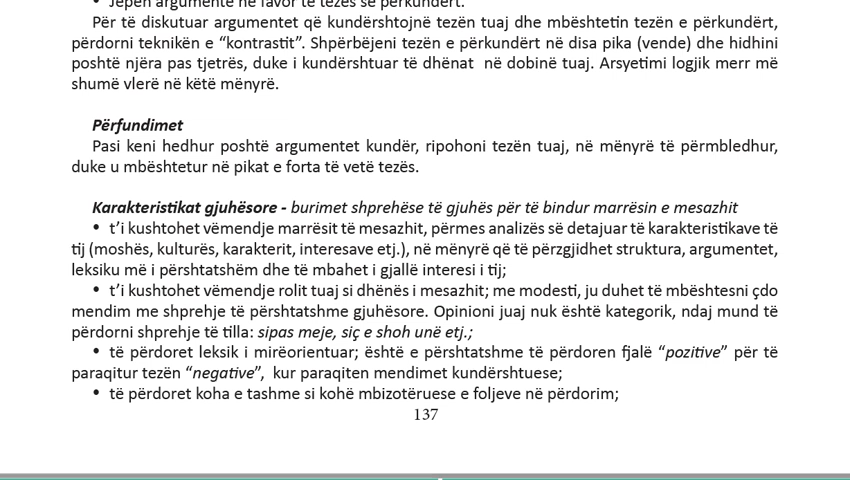 • Jepen argumente në favor të tezës së përkundërt.
Për të diskutuar argumentet që kundërshtojnë tezën tuaj dhe mbështetin tezën e përkundërt,
përdorni teknikën e “kontrastit”. Shpërbëjeni tezën e përkundërt në disa pika (vende) dhe hidhini
poshtë njëra pas tjetrës, duke i kundërshtuar të dhënat në dobinë tuaj. Arsyetimi logjik merr më
shumë vlerë në këtë mënyrë.
Përfundimet
Pasi keni hedhur poshtë argumentet kundër, ripohoni tezën tuaj, në mënyrë të përmbledhur,
duke u mbështetur në pikat e forta të vetë tezës.
Karakteristikat gjuhësore - burimet shprehëse të gjuhës për të bindur marrësin e mesazhit
• t’i kushtohet vëmendje marrësit të mesazhit, përmes analizës së detajuar të karakteristikave të
tij (moshës, kulturës, karakterit, interesave etj.), në mënyrë që të përzgjidhet struktura, argumentet,
leksiku më i përshtatshëm dhe të mbahet i gjallë interesi i tij;
• t’i kushtohet vëmendje rolit tuaj si dhënës i mesazhit; me modesti, ju duhet të mbështesni çdo
mendim me shprehje të përshtatshme gjuhësore. Opinioni juaj nuk është kategorik, ndaj mund të
përdorni shprehje të tilla: sipas meje, siç e shoh unë etj.;
• të përdoret leksik i mirëorientuar; është e përshtatshme të përdoren fjalë “pozitive” për të
paraqitur tezën “negative”, kur paraqiten mendimet kundërshtuese;
• të përdoret koha e tashme si kohë mbizotëruese e foljeve në përdorim;
137